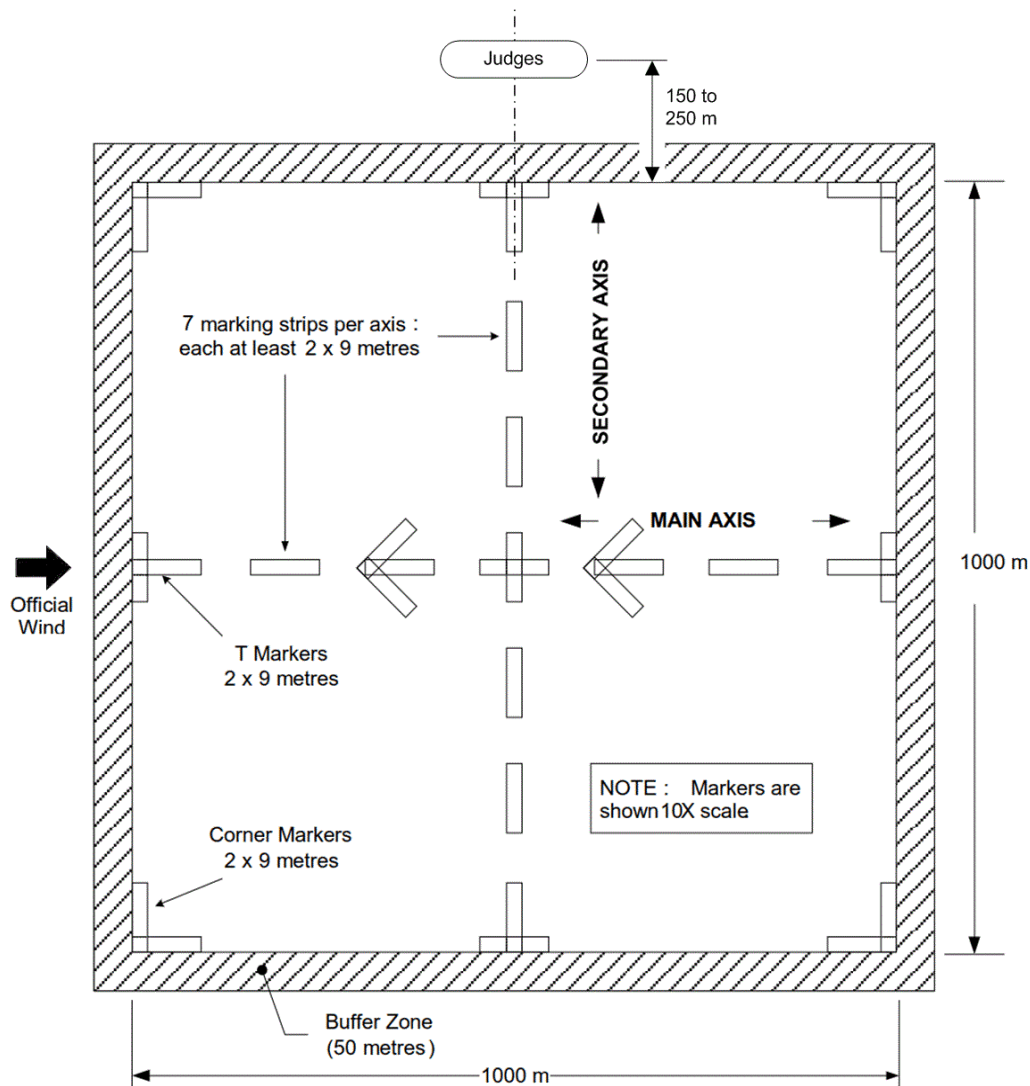 Judges
150 to
250 m
7 marking strips per axis :
each at least 2 x 9 metres
SECONDARY AXIS
MAIN AXIS
Official
Wind
1000 m
T Markers
2 x 9 metres
NOTE : Markers are
shown 10X scale.
Corner Markers
2 x 9 metres
Buffer Zone
(50 metres)
1000 m